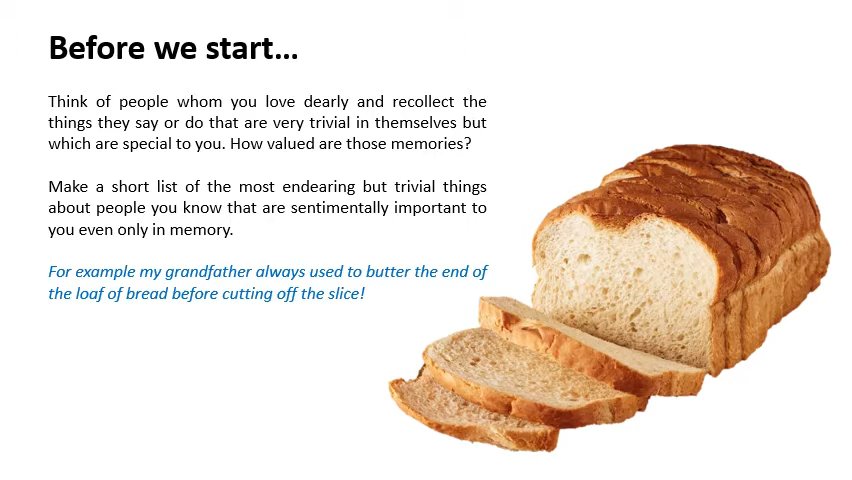 Before we start…
Think of people whom you love dearly and recollect the
things they say or do that are very trivial in themselves but
which are special to you. How valued are those memories?
Make a short list of the most endearing but trivial things
about people you know that are sentimentally important to
you even only in memory.
For example my grandfather always used to butter the end of
the loaf of bread before cutting off the slice!